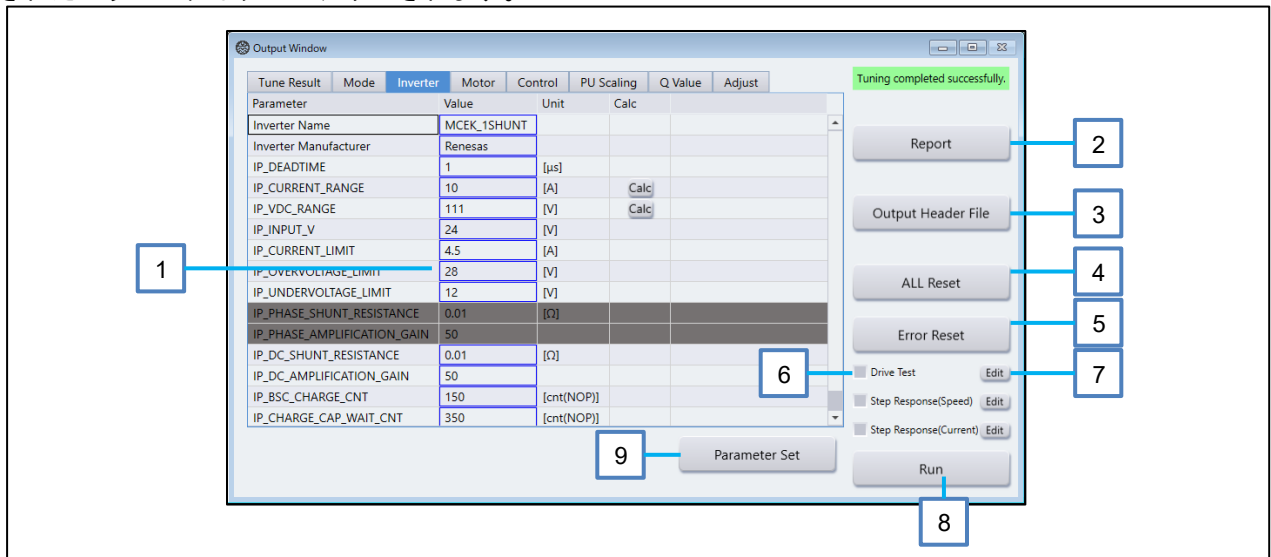 Output Window
Tune Result Mode Inverter Motor Control PU Scaling Q Value Adjust
Tuning completed successfully.
Parameter Value Unit Calc
Inverter Name MCEK_1SHUNT
Inverter Manufacturer Renesas
IP_DEADTIME 1 [μs]
IP_CURRENT_RANGE 10 [A] Calc
IP_VDC_RANGE 111 [V] Calc
IP_INPUT_V 24 [V]
IP_CURRENT_LIMIT 4.5 [A]
IP_OVERVOLTAGE_LIMIT 28 [V]
IP_UNDERVOLTAGE_LIMIT 12 [V]
IP_PHASE_SHUNT_RESISTANCE 0.01 [Ω]
IP_PHASE_AMPLIFICATION_GAIN 50
IP_DC_SHUNT_RESISTANCE 0.01 [Ω]
IP_DC_AMPLIFICATION_GAIN 50
IP_BSC_CHARGE_CNT 150 [cnt(NOP)]
IP_CHARGE_CAP_WAIT_CNT 350 [cnt(NOP)]
Report
Output Header File
ALL Reset
Error Reset
Drive Test Edit
Step Response(Speed) Edit
Step Response(Current) Edit
Parameter Set
Run
1
2
3
4
5
6
7
8
9